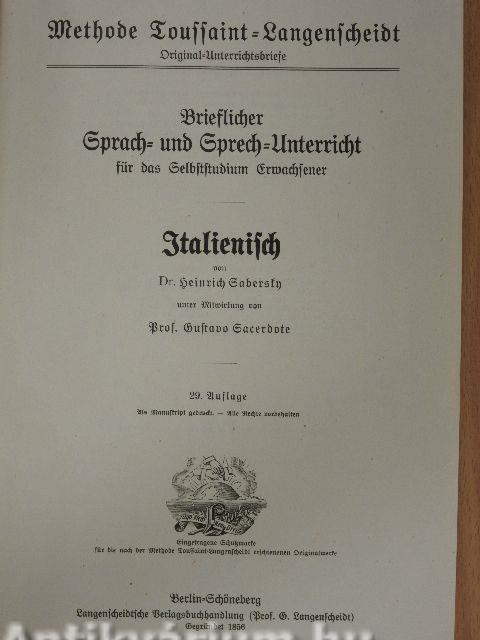 Methode Toussaint-Langenscheidt
Original-Unterrichtsbriefe
Brieflicher
Sprach- und Sprech-Unterricht
für das Selbststudium Erwachsener
Italienisch
von
Dr. Heinrich Sabersky
unter Mitwirkung von
Prof. Gustavo Sacerdote
29. Auflage
Als Manuskript gedruckt. – Alle Rechte vorbehalten
Eingetragene Schutzmarke
für die nach der Methode Toussaint-Langenscheidt erschienenen Originalwerke
Berlin-Schöneberg
Langenscheidtsche Verlagsbuchhandlung (Prof. G. Langenscheidt)
Gegründet 1856